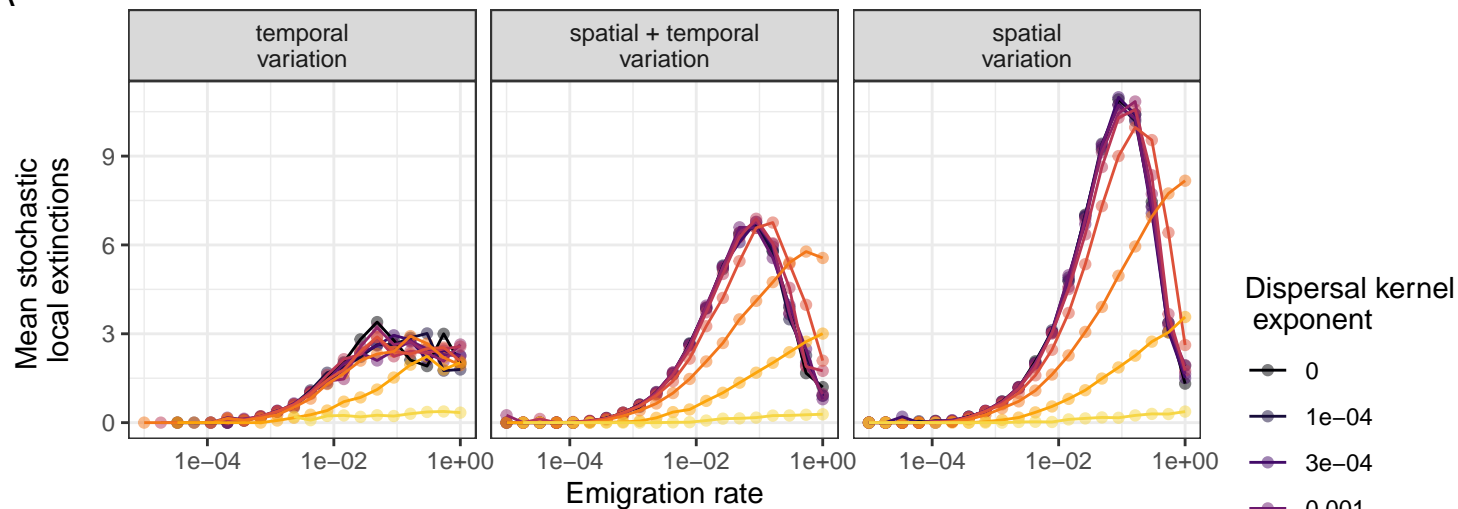 temporal
variation
spatial + temporal
variation
spatial
variation
Mean stochastic
local extinctions
9
6
3
0
1e−04
1e−02
1e+00
1e−04
1e−02
1e+00
1e−04
1e−02
1e+00
Emigration rate
Dispersal kernel
exponent
0
1e−04
3e−04
0.001